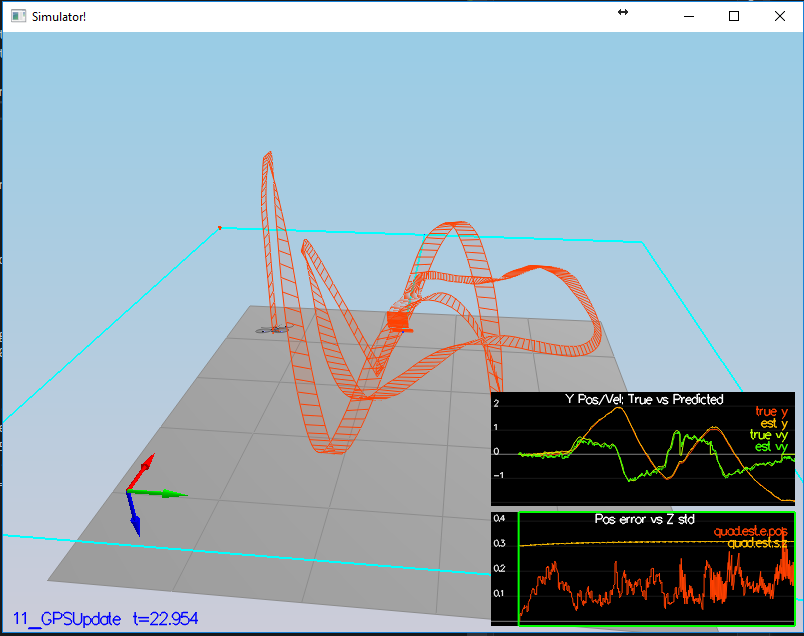 Simulator!
Y Pos/Vel: True vs Predicted
2
true y
est y
1
true vy
est vy
0
-1
Pos error vs Z std
0.4
quad.est.e.pos
quad.est.s.z
0.3
0.2
0.1
11_GPSUpdate t=22.954